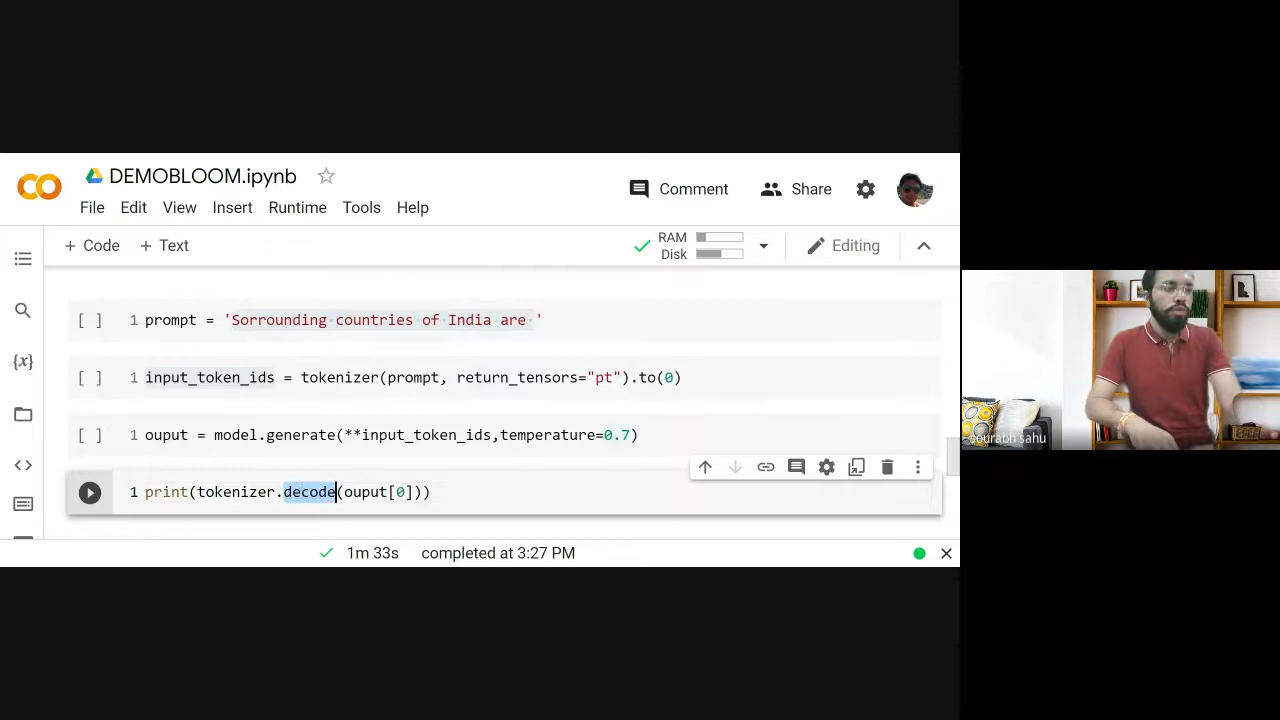 DEMOBLOOM.ipynb
File Edit View Insert Runtime Tools Help
Comment Share
+ Code + Text
RAM
Disk
Editing
[ ] 1 prompt = 'Sorrounding countries of India are '
[ ] 1 input_token_ids = tokenizer(prompt, return_tensors="pt").to(0)
[ ] 1 ouput = model.generate(**input_token_ids,temperature=0.7)
1 print(tokenizer.decode(ouput[0]))
{x}
1m 33s completed at 3:27 PM
sourabh sahu